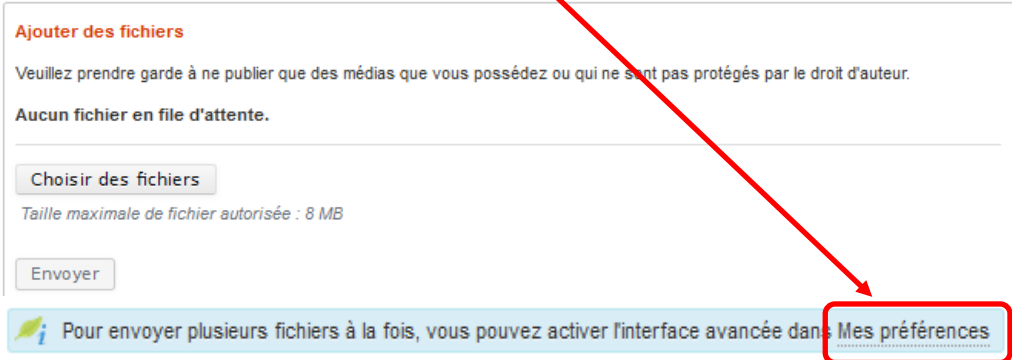 Ajouter des fichiers
Veuillez prendre garde à ne publier que des médias que vous possédez ou qui ne sont pas protégés par le droit d'auteur.
Aucun fichier en file d'attente.
Choisir des fichiers
Taille maximale de fichier autorisée : 8 MB
Envoyer
Pour envoyer plusieurs fichiers à la fois, vous pouvez activer l'interface avancée dans Mes préférences